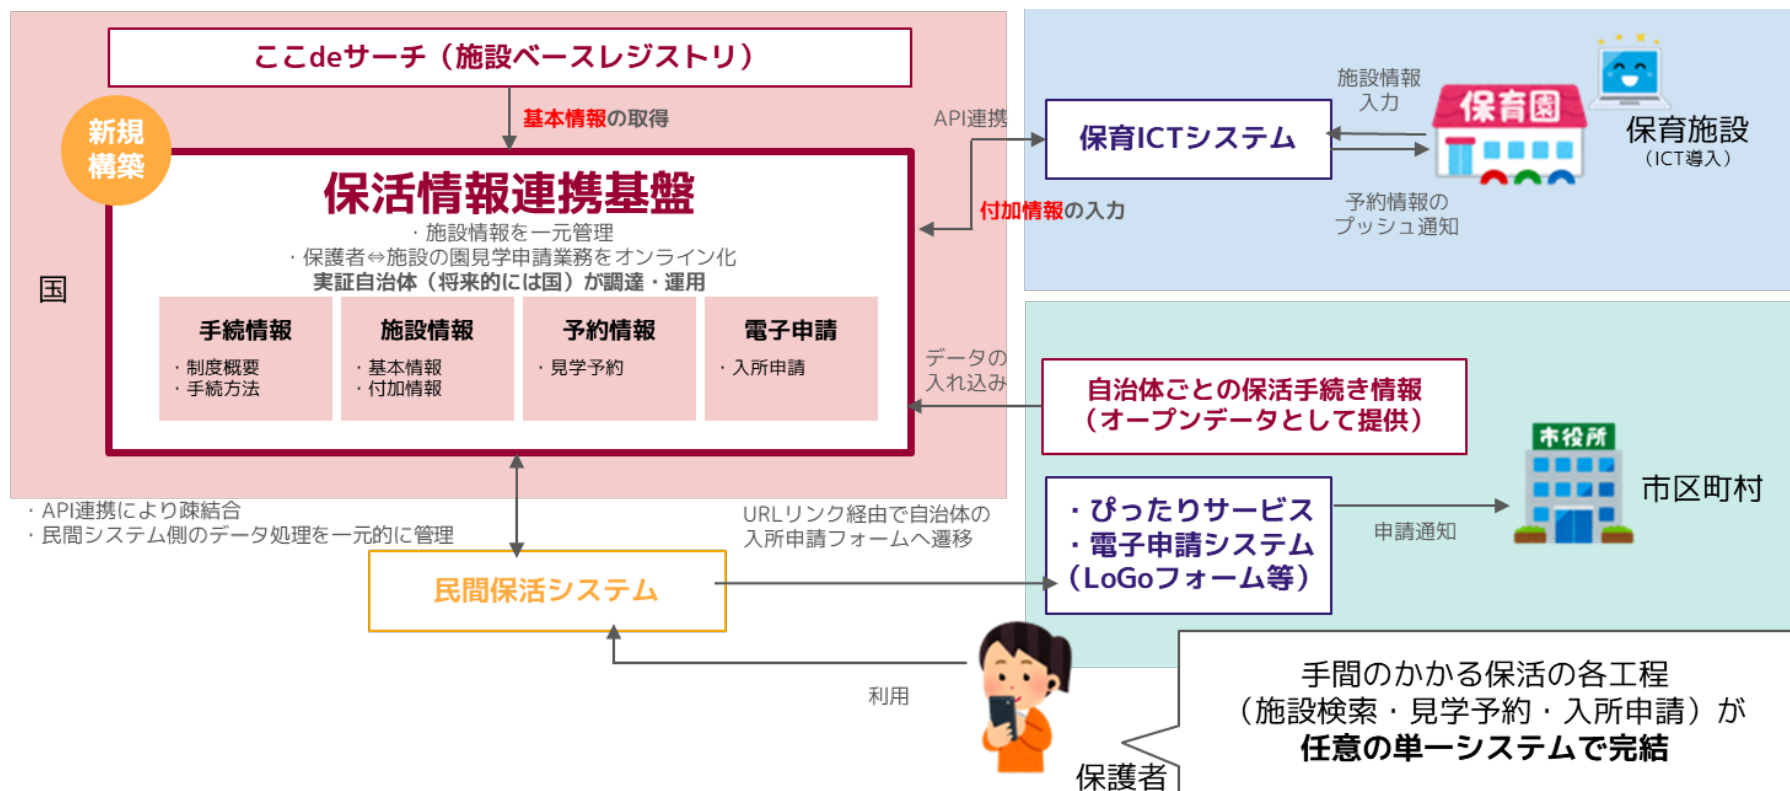 ここdeサーチ（施設ベースレジストリ）
新規
構築
基本情報の取得
保活情報連携基盤
・施設情報を一元管理
・保護者⇔施設の園見学申請業務をオンライン化
実証自治体（将来的には国）が調達・運用
国
手続情報
・制度概要
・手続方法
施設情報
・基本情報
・付加情報
予約情報
・見学予約
電子申請
・入所申請
API連携
付加情報の入力
保育ICTシステム
施設情報
入力
保育園
保育施設
（ICT導入）
予約情報の
プッシュ通知
データの
入れ込み
自治体ごとの保活手続き情報
（オープンデータとして提供）
市役所
市区町村
・ぴったりサービス
・電子申請システム
（LoGoフォーム等）
申請通知
・API連携により疎結合
・民間システム側のデータ処理を一元的に管理
URLリンク経由で自治体の
入所申請フォームへ遷移
民間保活システム
利用
保護者
手間のかかる保活の各工程
（施設検索・見学予約・入所申請）が
任意の単一システムで完結